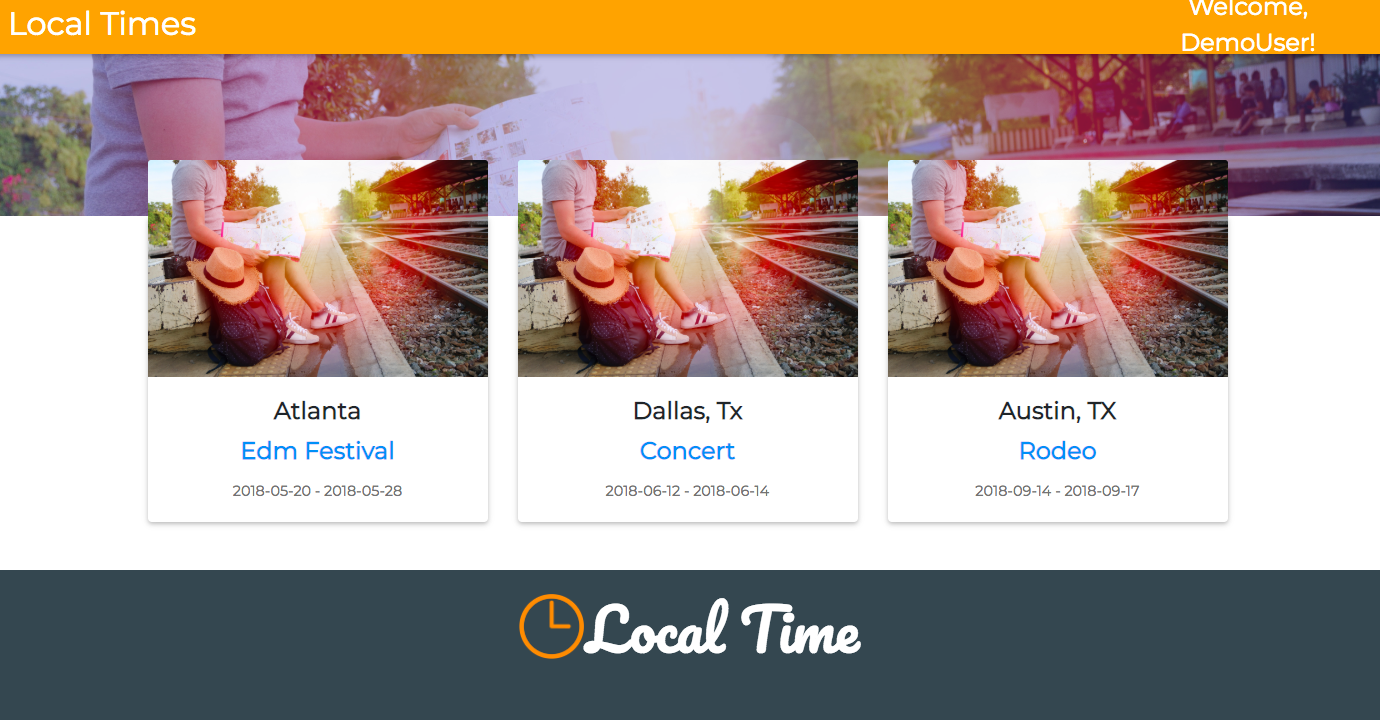 Local Times
Welcome,
DemoUser!
Atlanta
Edm Festival
2018-05-20 - 2018-05-28
Dallas, Tx
Concert
2018-06-12 - 2018-06-14
Austin, TX
Rodeo
2018-09-14 - 2018-09-17
Local Time